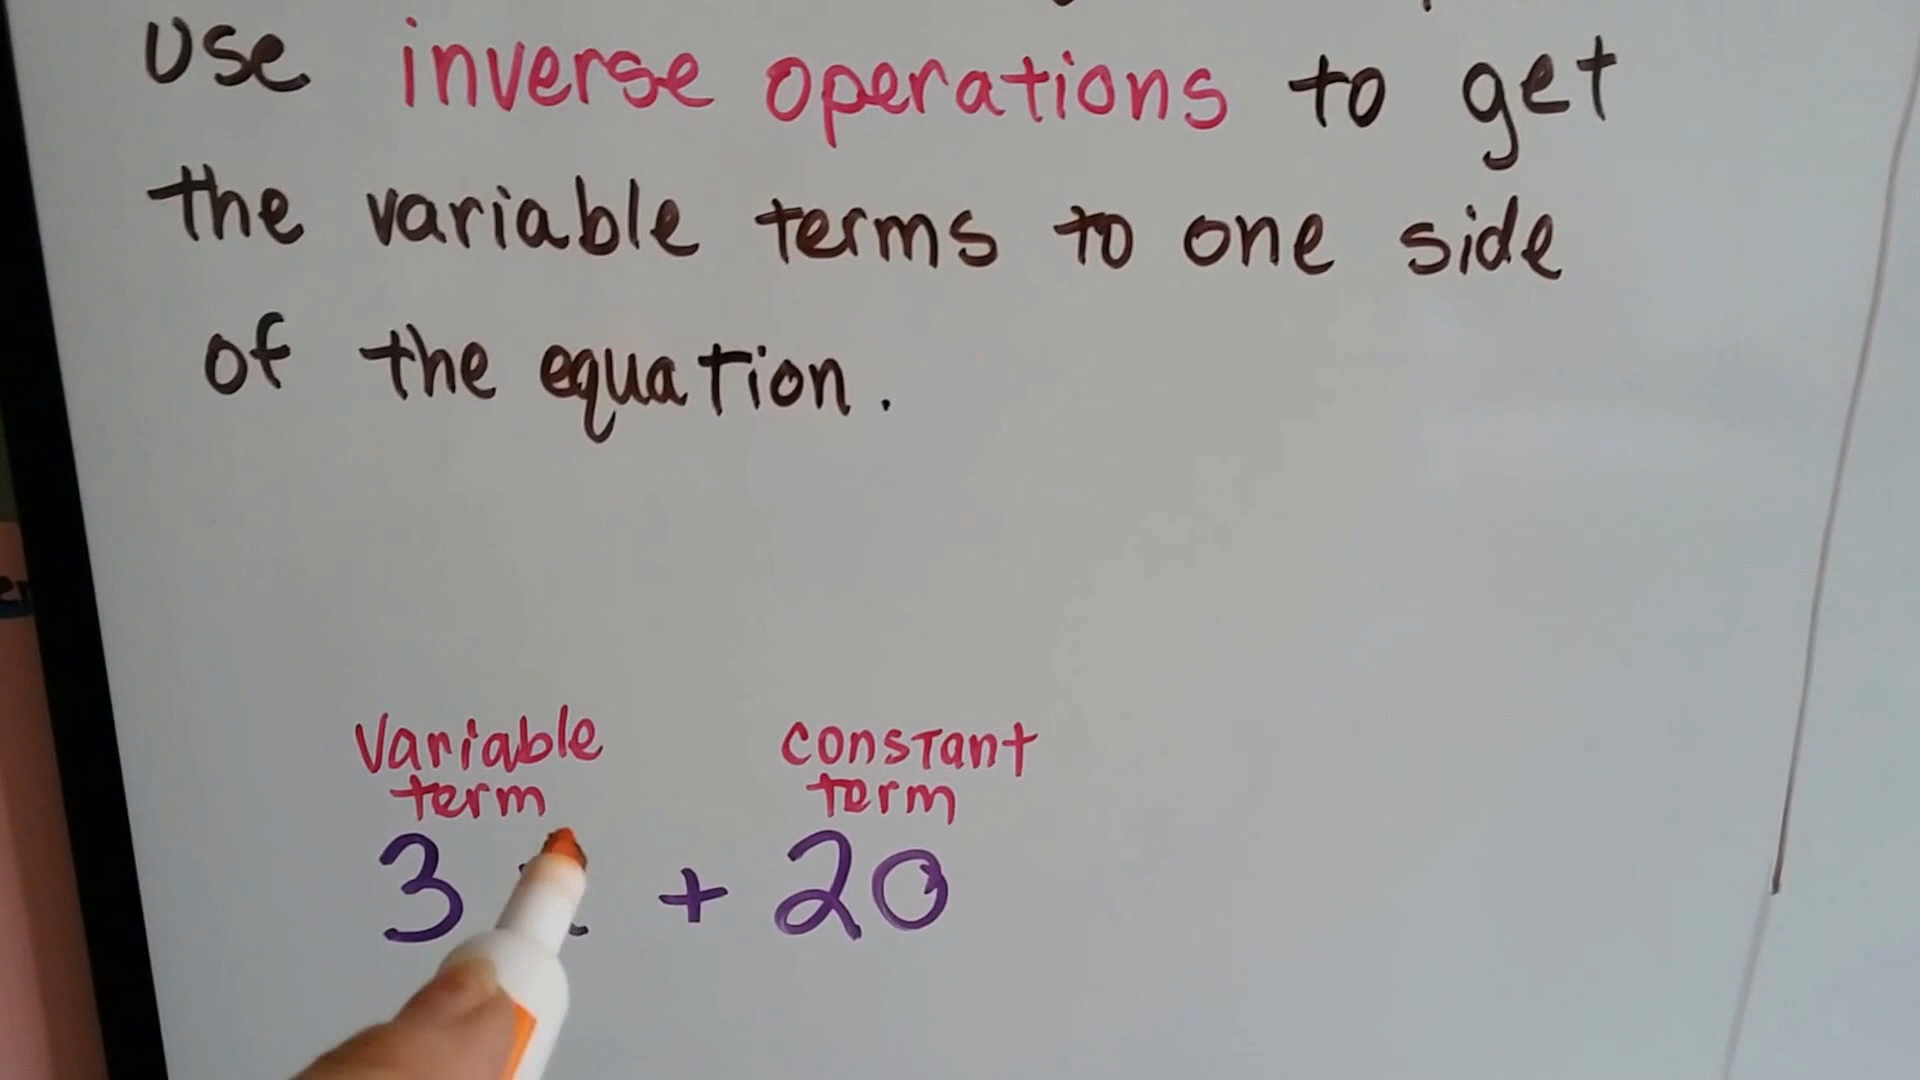 Use inverse operations to get
the variable terms to one side
of the equation.
Variable constant
term term
3 + 20